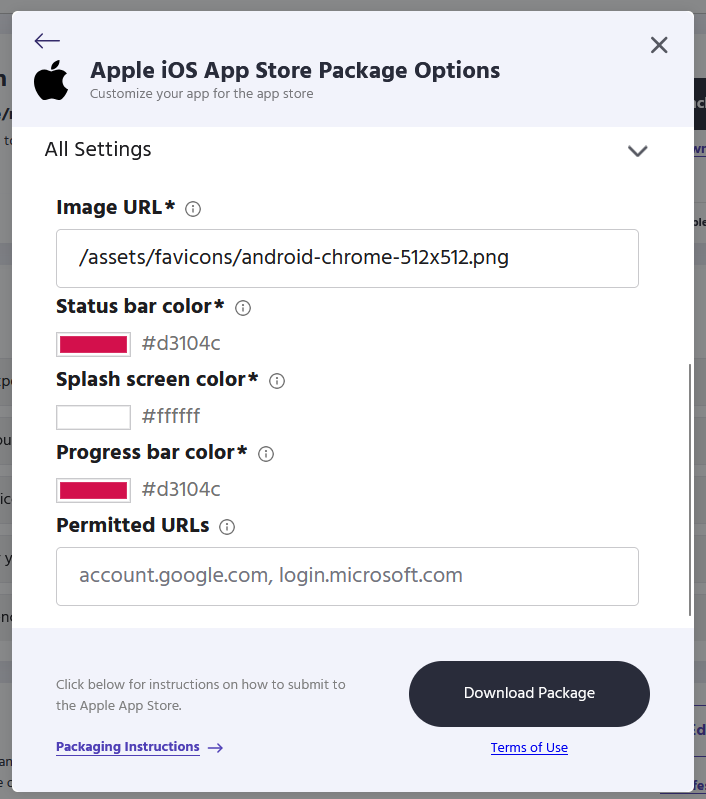 Apple iOS App Store Package Options
Customize your app for the app store
All Settings
Image URL*
/assets/favicons/android-chrome-512x512.png
Status bar color*
#d3104c
Splash screen color*
#ffffff
Progress bar color*
#d3104c
Permitted URLs
account.google.com, login.microsoft.com
Click below for instructions on how to submit to
the Apple App Store.
Packaging Instructions
Download Package
Terms of Use